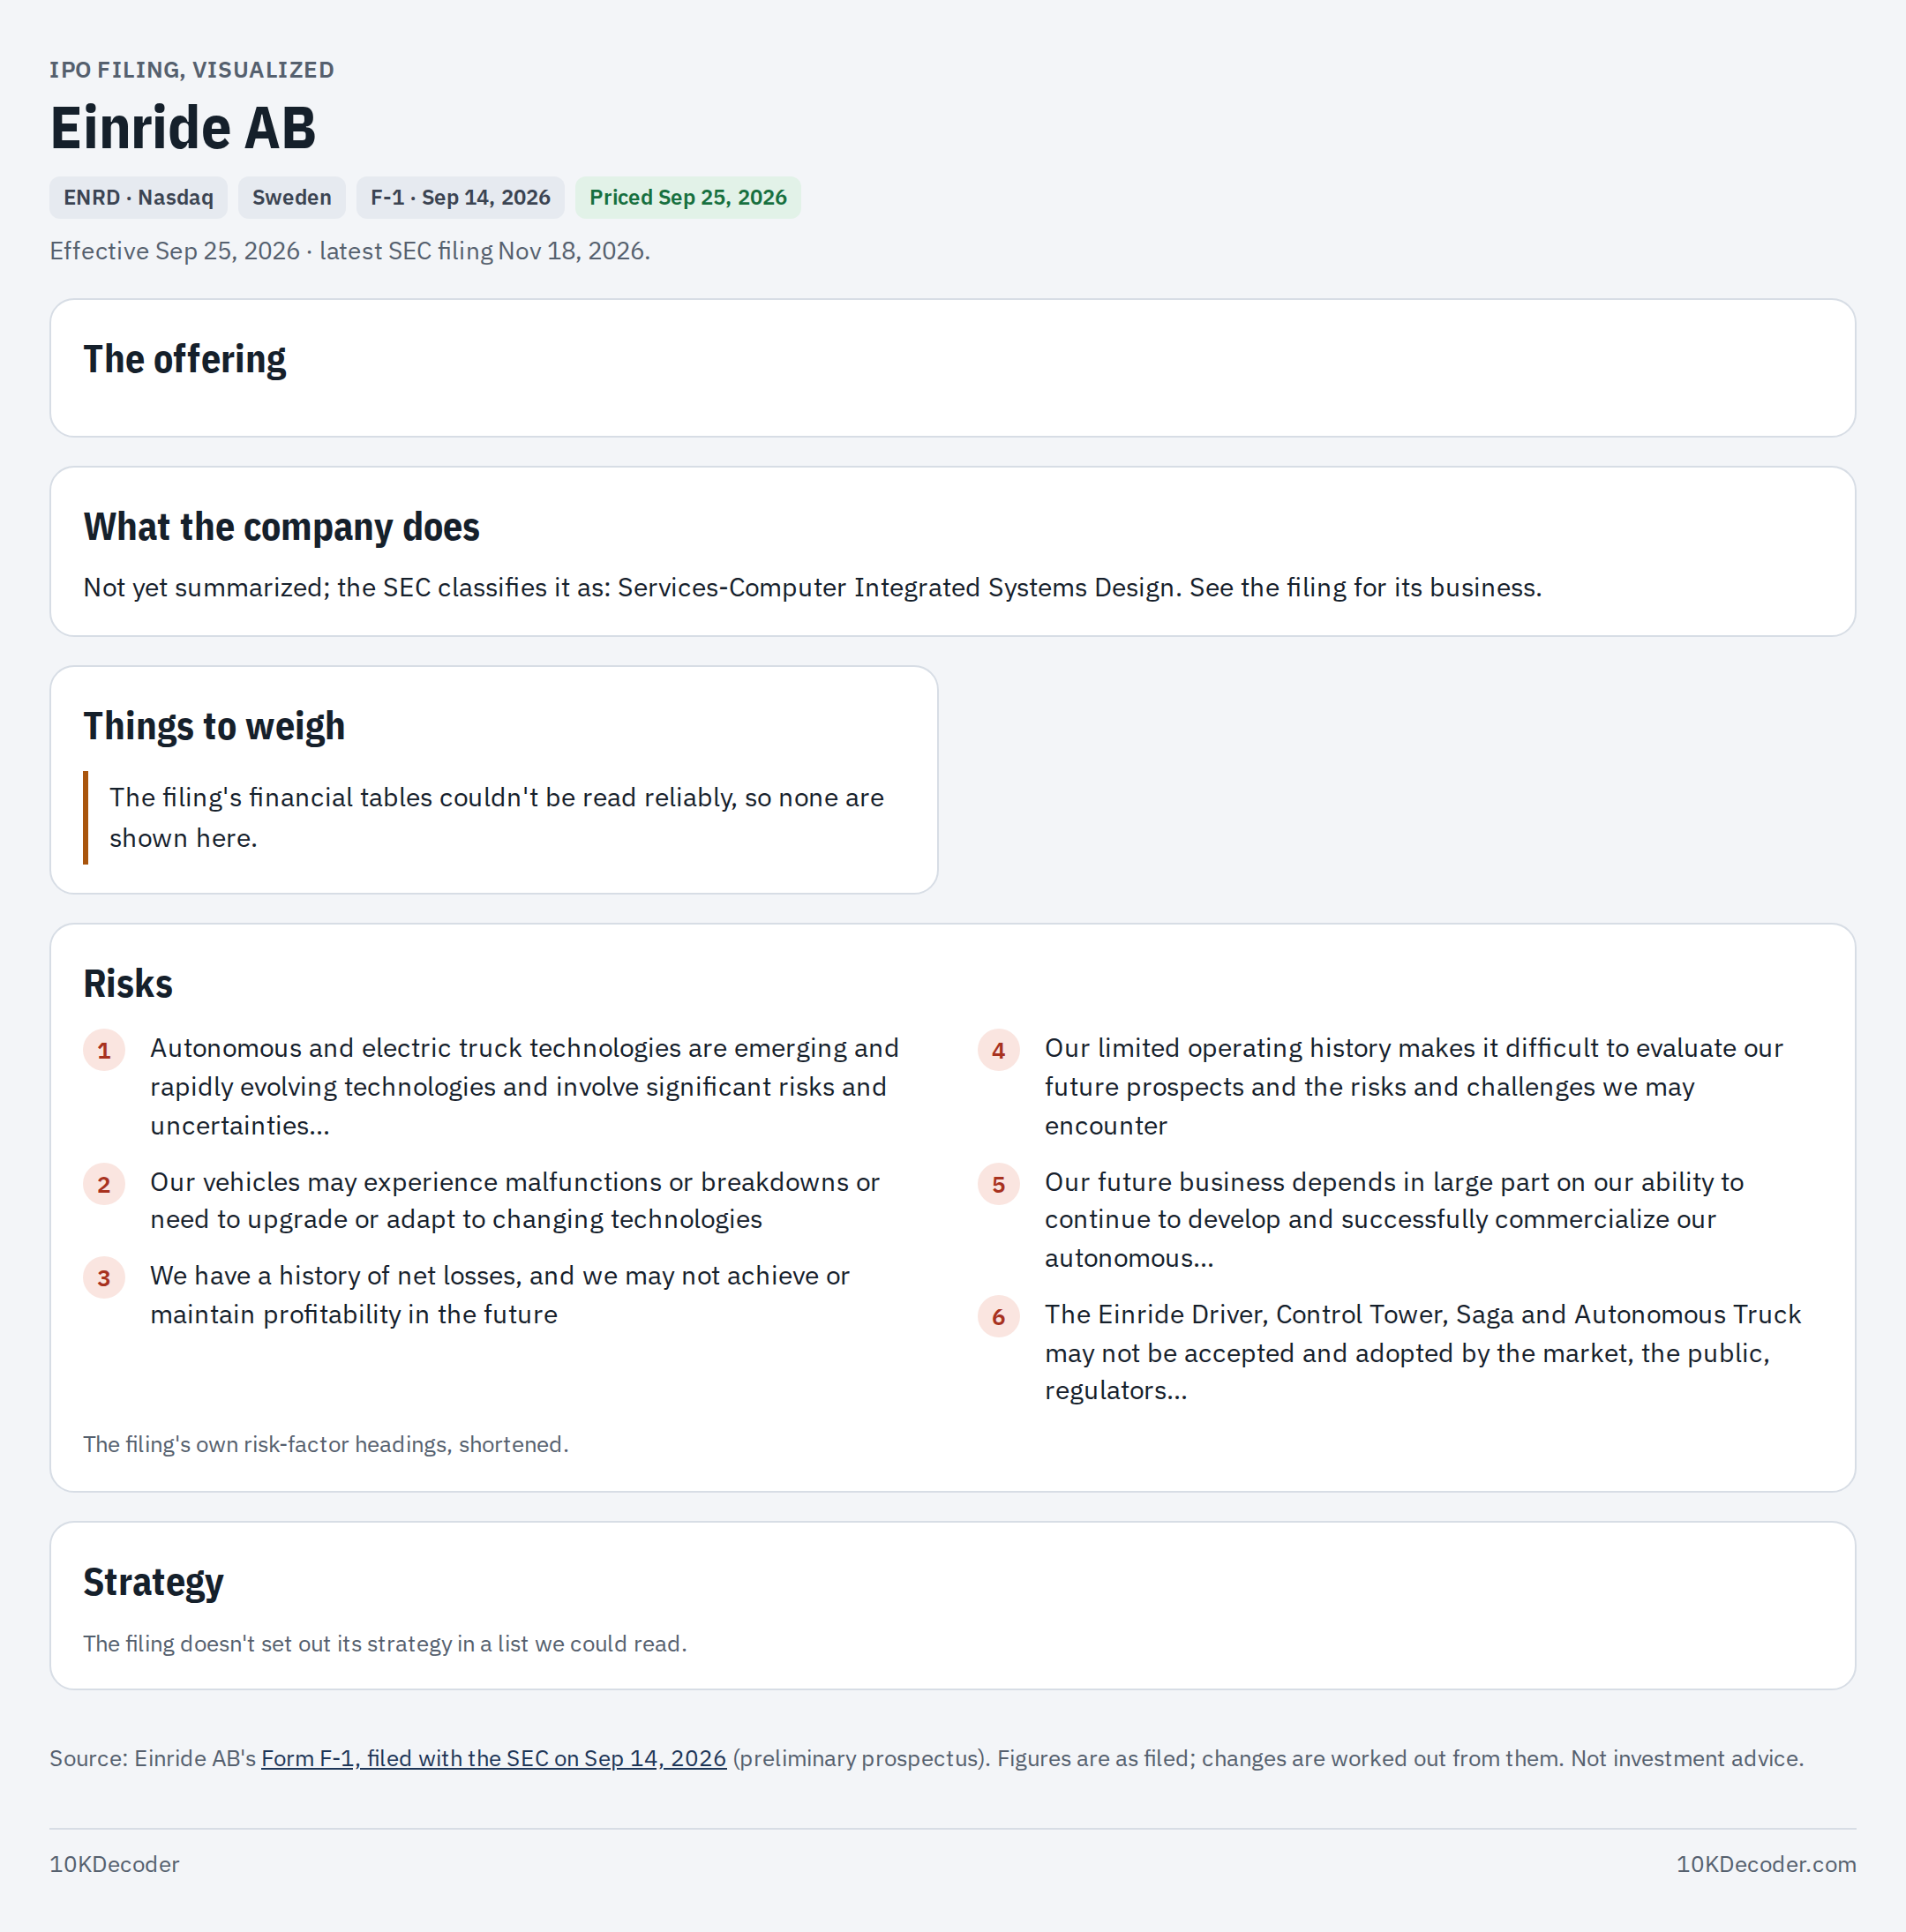 IPO FILING, VISUALIZED
Einride AB
ENRD · Nasdaq
Sweden
F-1 · Sep 14, 2026
Priced Sep 25, 2026
Effective Sep 25, 2026 · latest SEC filing Nov 18, 2026.
The offering
What the company does
Not yet summarized; the SEC classifies it as: Services-Computer Integrated Systems Design. See the filing for its business.
Things to weigh
The filing's financial tables couldn't be read reliably, so none are
shown here.
Risks
1
Autonomous and electric truck technologies are emerging and
rapidly evolving technologies and involve significant risks and
uncertainties…
2
Our vehicles may experience malfunctions or breakdowns or
need to upgrade or adapt to changing technologies
3
We have a history of net losses, and we may not achieve or
maintain profitability in the future
4
Our limited operating history makes it difficult to evaluate our
future prospects and the risks and challenges we may
encounter
5
Our future business depends in large part on our ability to
continue to develop and successfully commercialize our
autonomous…
6
The Einride Driver, Control Tower, Saga and Autonomous Truck
may not be accepted and adopted by the market, the public,
regulators…
The filing's own risk-factor headings, shortened.
Strategy
The filing doesn't set out its strategy in a list we could read.
Source: Einride AB's Form F-1, filed with the SEC on Sep 14, 2026 (preliminary prospectus). Figures are as filed; changes are worked out from them. Not investment advice.
10KDecoder
10KDecoder.com